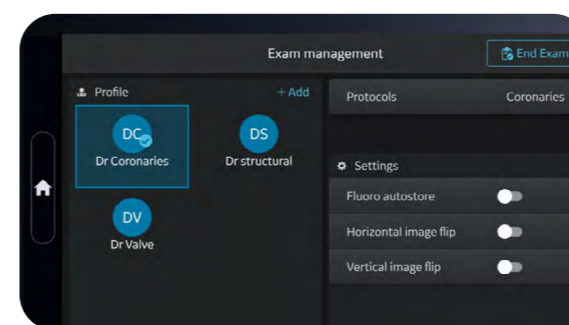 Exam management
End Exam
Profile
+ Add
DC
Dr Coronaries
DS
Dr structural
DV
Dr Valve
Protocols
Coronaries
Settings
Fluoro autostore
Horizontal image flip
Vertical image flip